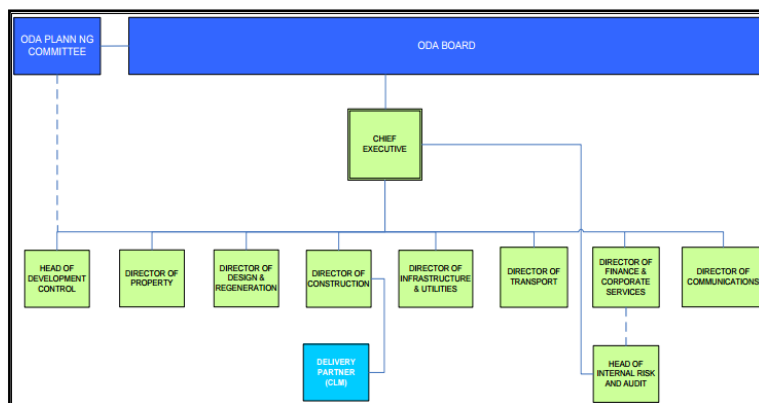 ODA PLANN NG
COMMITTEE
ODA BOARD
CHIEF
EXECUTIVE
HEAD OF
DEVELOPMENT
CONTROL
DIRECTOR OF
PROPERTY
DIRECTOR OF
DESIGN &
REGENERATION
DIRECTOR OF
CONSTRUCTION
DIRECTOR OF
INFRASTRUCTURE
& UTILITIES
DIRECTOR OF
TRANSPORT
DIRECTOR OF
FINANCE &
CORPORATE
SERVICES
DIRECTOR OF
COMMUNICATIONS
DELIVERY
PARTNER
(CLM)
HEAD OF
INTERNAL RISK
AND AUDIT